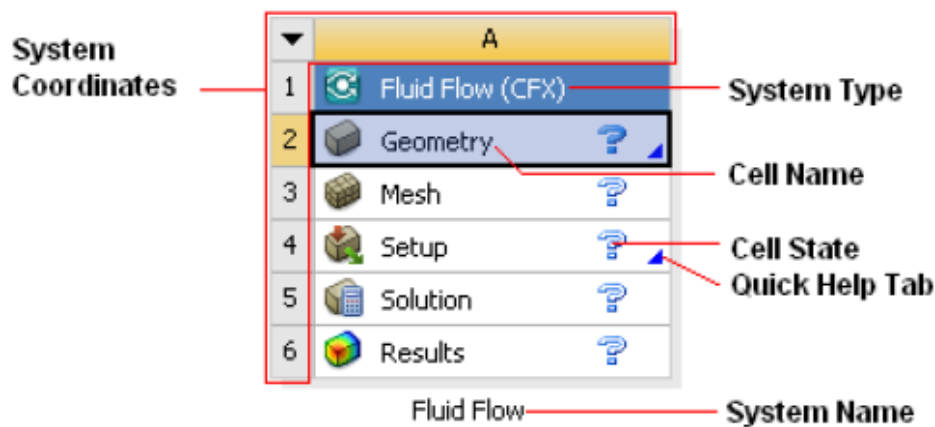 System
Coordinates
A
1 Fluid Flow (CFX)
System Type
2 Geometry ?
Cell Name
3 Mesh ?
4 Setup ?
Cell State
Quick Help Tab
5 Solution ?
6 Results ?
Fluid Flow
System Name